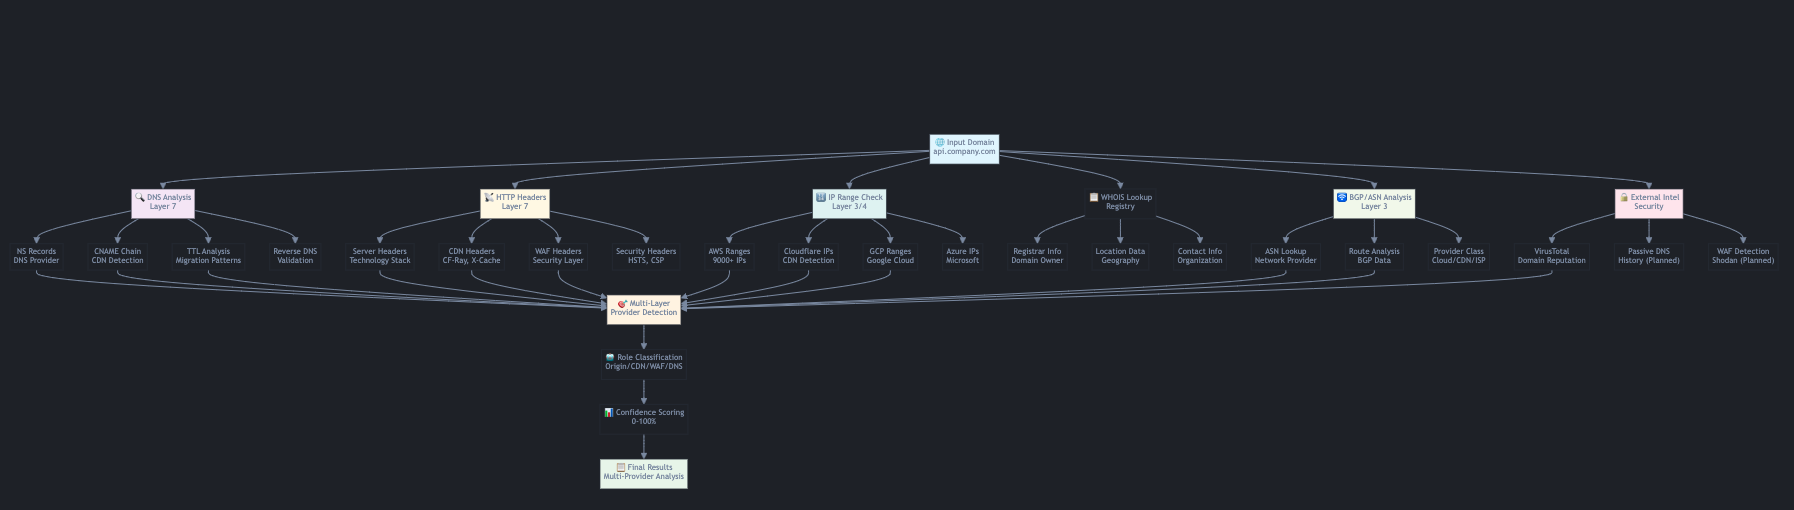 Input Domain
api.company.com
DNS Analysis
Layer 7
HTTP Headers
Layer 7
IP Range Check
Layer 3/4
WHOIS Lookup
Registry
BGP/ASN Analysis
Layer 3
External Intel
Security
NS Records
DNS Provider
CNAME Chain
CDN Detection
TTL Analysis
Migration Patterns
Reverse DNS
Validation
Server Headers
Technology Stack
CDN Headers
CF-Ray, X-Cache
WAF Headers
Security Layer
Security Headers
HSTS, CSP
AWS Ranges
9000+ IPs
Cloudflare IPs
CDN Detection
GCP Ranges
Google Cloud
Azure IPs
Microsoft
Registrar Info
Domain Owner
Location Data
Geography
Contact Info
Organization
ASN Lookup
Network Provider
Route Analysis
BGP Data
Provider Class
Cloud/CDN/ISP
VirusTotal
Domain Reputation
Passive DNS
History (Planned)
WAF Detection
Shodan (Planned)
Multi-Layer
Provider Detection
Role Classification
Origin/CDN/WAF/DNS
Confidence Scoring
0-100%
Final Results
Multi-Provider Analysis